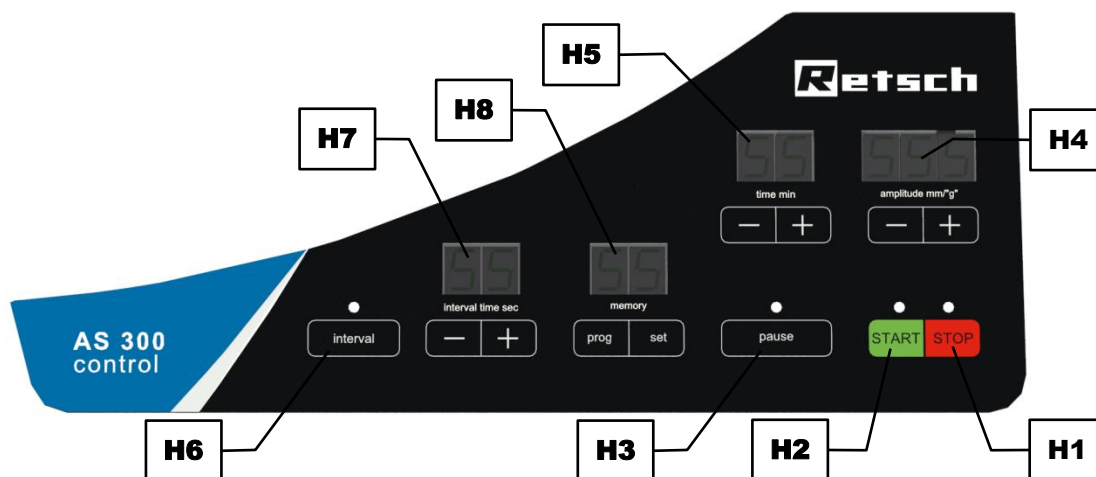 H5
Retsch
H8
H7
H4
time min
amplitude mm/"g"
− +
− +
interval time sec
memory
interval
− +
prog set
pause
START STOP
AS 300
control
H6
H3
H2
H1